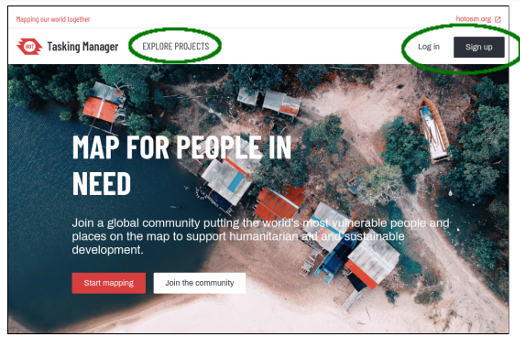 Mapping our world together
hotosm.org
HOT Tasking Manager EXPLORE PROJECTS Log in Sign up
MAP FOR PEOPLE IN
NEED
Join a global community putting the world's most vulnerable people and
places on the map to support humanitarian aid and sustainable
development.
Start mapping Join the community